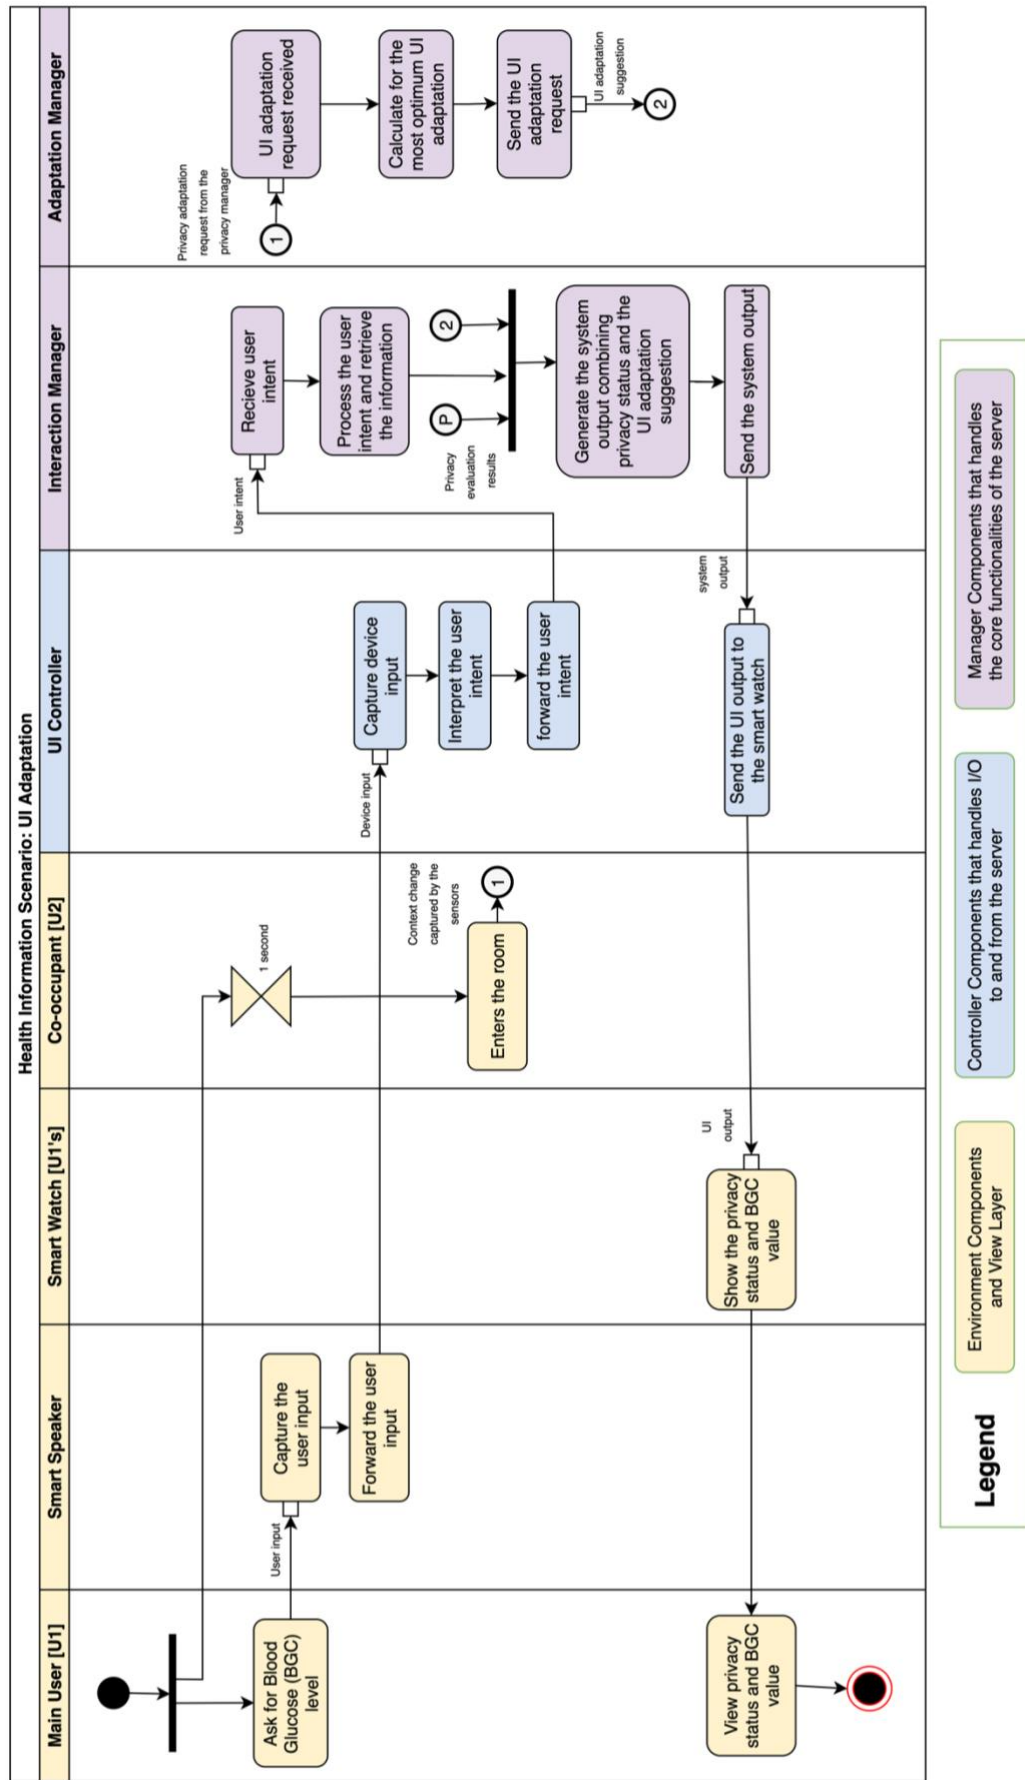 Health Information Scenario: UI Adaptation
Main User [U1]
Smart Speaker
Smart Watch [U1's]
Co-occupant [U2]
UI Controller
Interaction Manager
Adaptation Manager
Ask for Blood
Glucose (BGC)
level
User input
Capture the
user input
Forward the user
input
1 second
Enters the room
Context change
captured by the
sensors
1
Device input
Capture device
input
Interpret the user
intent
forward the user
intent
User intent
Recieve user
intent
Process the user
intent and retrieve
the information
Privacy
evaluation
results
P
2
Generate the system
output combining
privacy status and the
UI adaptation
suggestion
Send the system output
Privacy adaptation
request from the
privacy manager
1
UI adaptation
request received
Calculate for the
most optimum UI
adaptation
Send the UI
adaptation
request
UI adaptation
suggestion
2
system
output
Send the UI output to
the smart watch
UI
output
Show the privacy
status and BGC
value
View privacy
status and BGC
value
Legend
Environment Components
and View Layer
Controller Components that handles I/O
to and from the server
Manager Components that handles
the core functionalities of the server